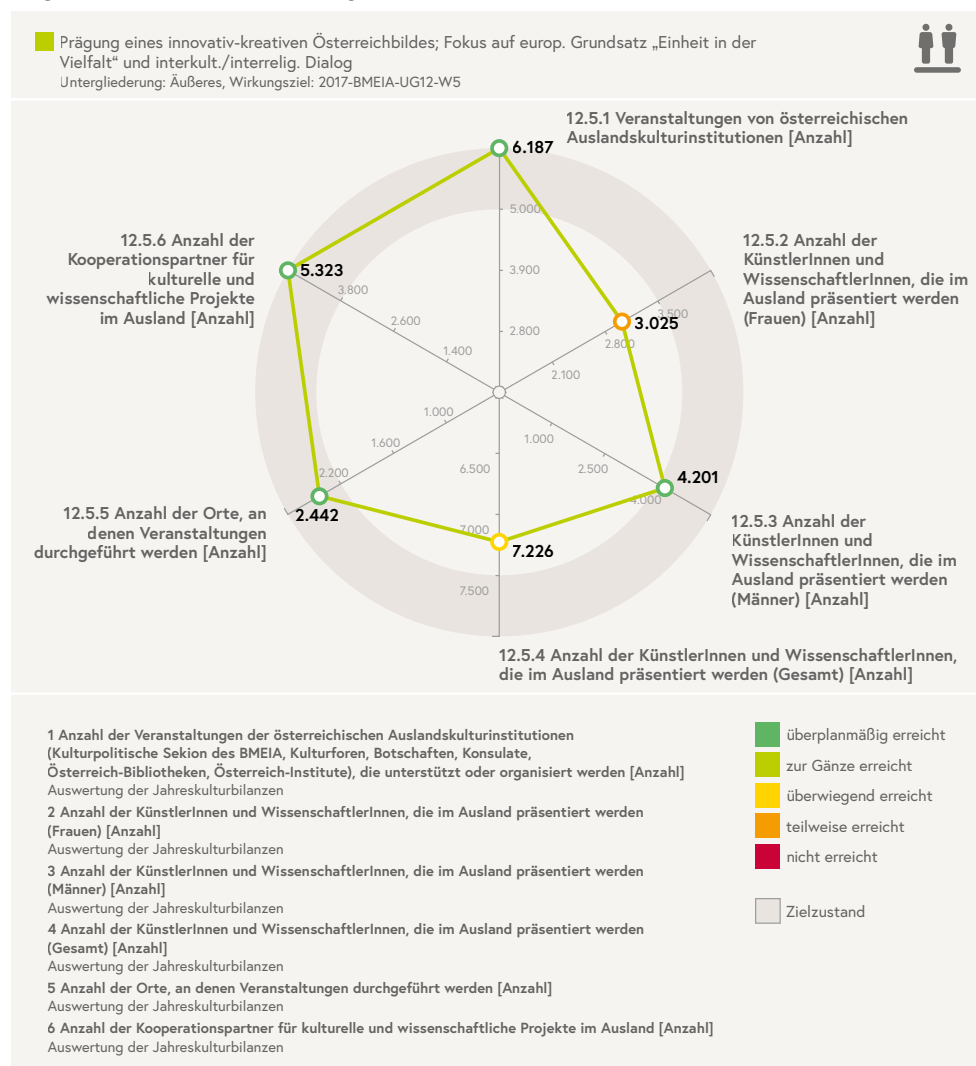 Prägung eines innovativ-kreativen Österreichbildes; Fokus auf europ. Grundsatz „Einheit in der
Vielfalt“ und interkult./interrelig. Dialog
Untergliederung: Äußeres, Wirkungsziel: 2017-BMEIA-UG12-W5
12.5.1 Veranstaltungen von österreichischen
Auslandskulturinstitutionen [Anzahl]
6.187
5.000
3.900
2.800
12.5.2 Anzahl der
KünstlerInnen und
WissenschaftlerInnen, die im
Ausland präsentiert werden
(Frauen) [Anzahl]
3.500
3.025
2.800
2.100
12.5.6 Anzahl der
Kooperationspartner für
kulturelle und
wissenschaftliche Projekte
im Ausland [Anzahl]
5.323
3.800
2.600
1.400
1.000
1.600
2.200
2.442
12.5.5 Anzahl der Orte, an
denen Veranstaltungen
durchgeführt werden [Anzahl]
1.000
2.500
4.000
4.201
12.5.3 Anzahl der
KünstlerInnen und
WissenschaftlerInnen, die im
Ausland präsentiert werden
(Männer) [Anzahl]
6.500
7.000
7.226
7.500
12.5.4 Anzahl der KünstlerInnen und WissenschaftlerInnen,
die im Ausland präsentiert werden (Gesamt) [Anzahl]
1 Anzahl der Veranstaltungen der österreichischen Auslandskulturinstitutionen
(Kulturpolitische Sekion des BMEIA, Kulturforen, Botschaften, Konsulate,
Österreich-Bibliotheken, Österreich-Institute), die unterstützt oder organisiert werden [Anzahl]
Auswertung der Jahreskulturbilanzen
2 Anzahl der KünstlerInnen und WissenschaftlerInnen, die im Ausland präsentiert werden
(Frauen) [Anzahl]
Auswertung der Jahreskulturbilanzen
3 Anzahl der KünstlerInnen und WissenschaftlerInnen, die im Ausland präsentiert werden
(Männer) [Anzahl]
Auswertung der Jahreskulturbilanzen
4 Anzahl der KünstlerInnen und WissenschaftlerInnen, die im Ausland präsentiert werden
(Gesamt) [Anzahl]
Auswertung der Jahreskulturbilanzen
5 Anzahl der Orte, an denen Veranstaltungen durchgeführt werden [Anzahl]
Auswertung der Jahreskulturbilanzen
6 Anzahl der Kooperationspartner für kulturelle und wissenschaftliche Projekte im Ausland [Anzahl]
Auswertung der Jahreskulturbilanzen
überplanmäßig erreicht
zur Gänze erreicht
überwiegend erreicht
teilweise erreicht
nicht erreicht
Zielzustand